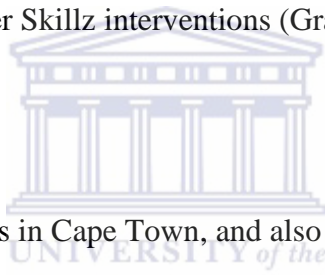 er Skillz interventions (Gra
s in Cape Town, and also
UNIVERSITY of the